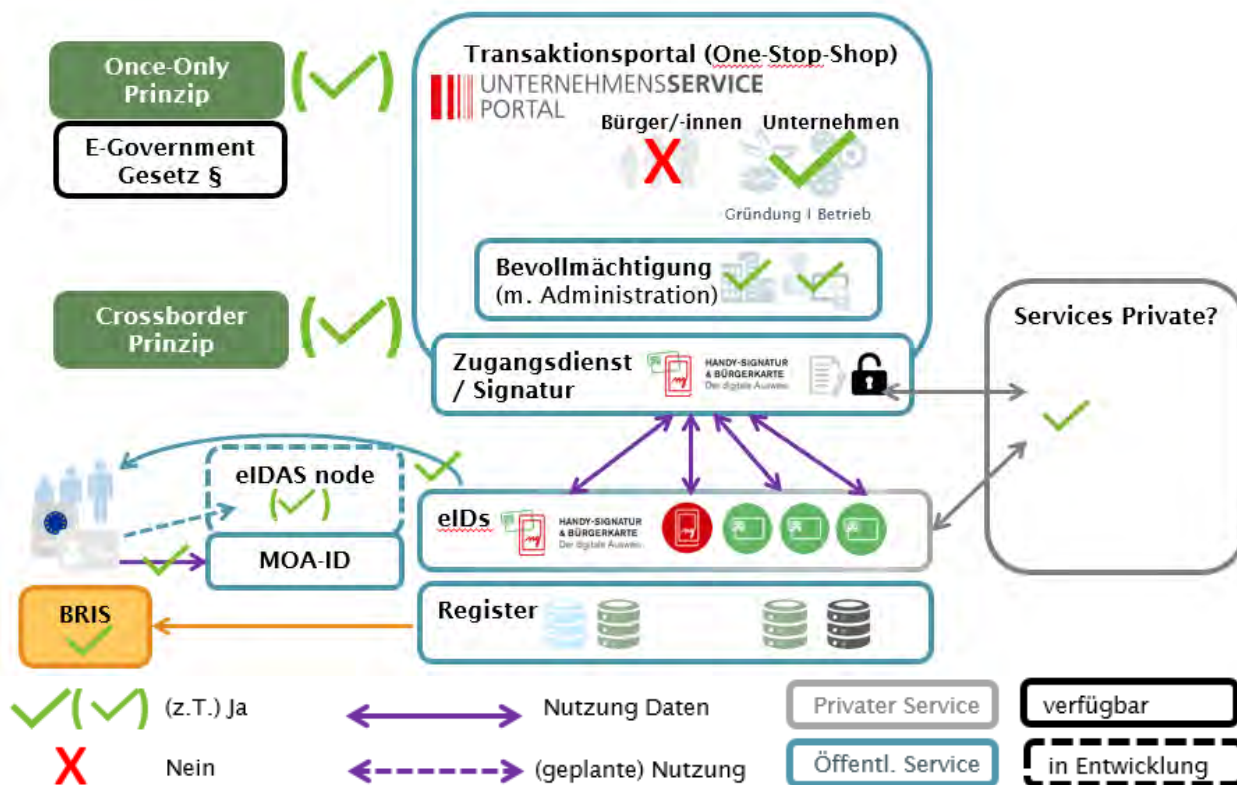 Once-Only
Prinzip
E-Government
Gesetz §
Transaktionsportal (One-Stop-Shop)
UNTERNEHMENSSERVICE
PORTAL
Bürger/-innen Unternehmen
X
Gründung I Betrieb
Bevollmächtigung
(m. Administration)
Crossborder
Prinzip
Zugangsdienst
/ Signatur
HANDY-SIGNATUR
& BÜRGERKARTE
Der digitale Ausweis.
Services Private?
eIDAS node
MOA-ID
eIDs
HANDY-SIGNATUR
& BÜRGERKARTE
Der digitale Ausweis.
BRIS
Register
(z.T.) Ja
Nutzung Daten
Privater Service
verfügbar
X
Nein
(geplante) Nutzung
Öffentl. Service
in Entwicklung